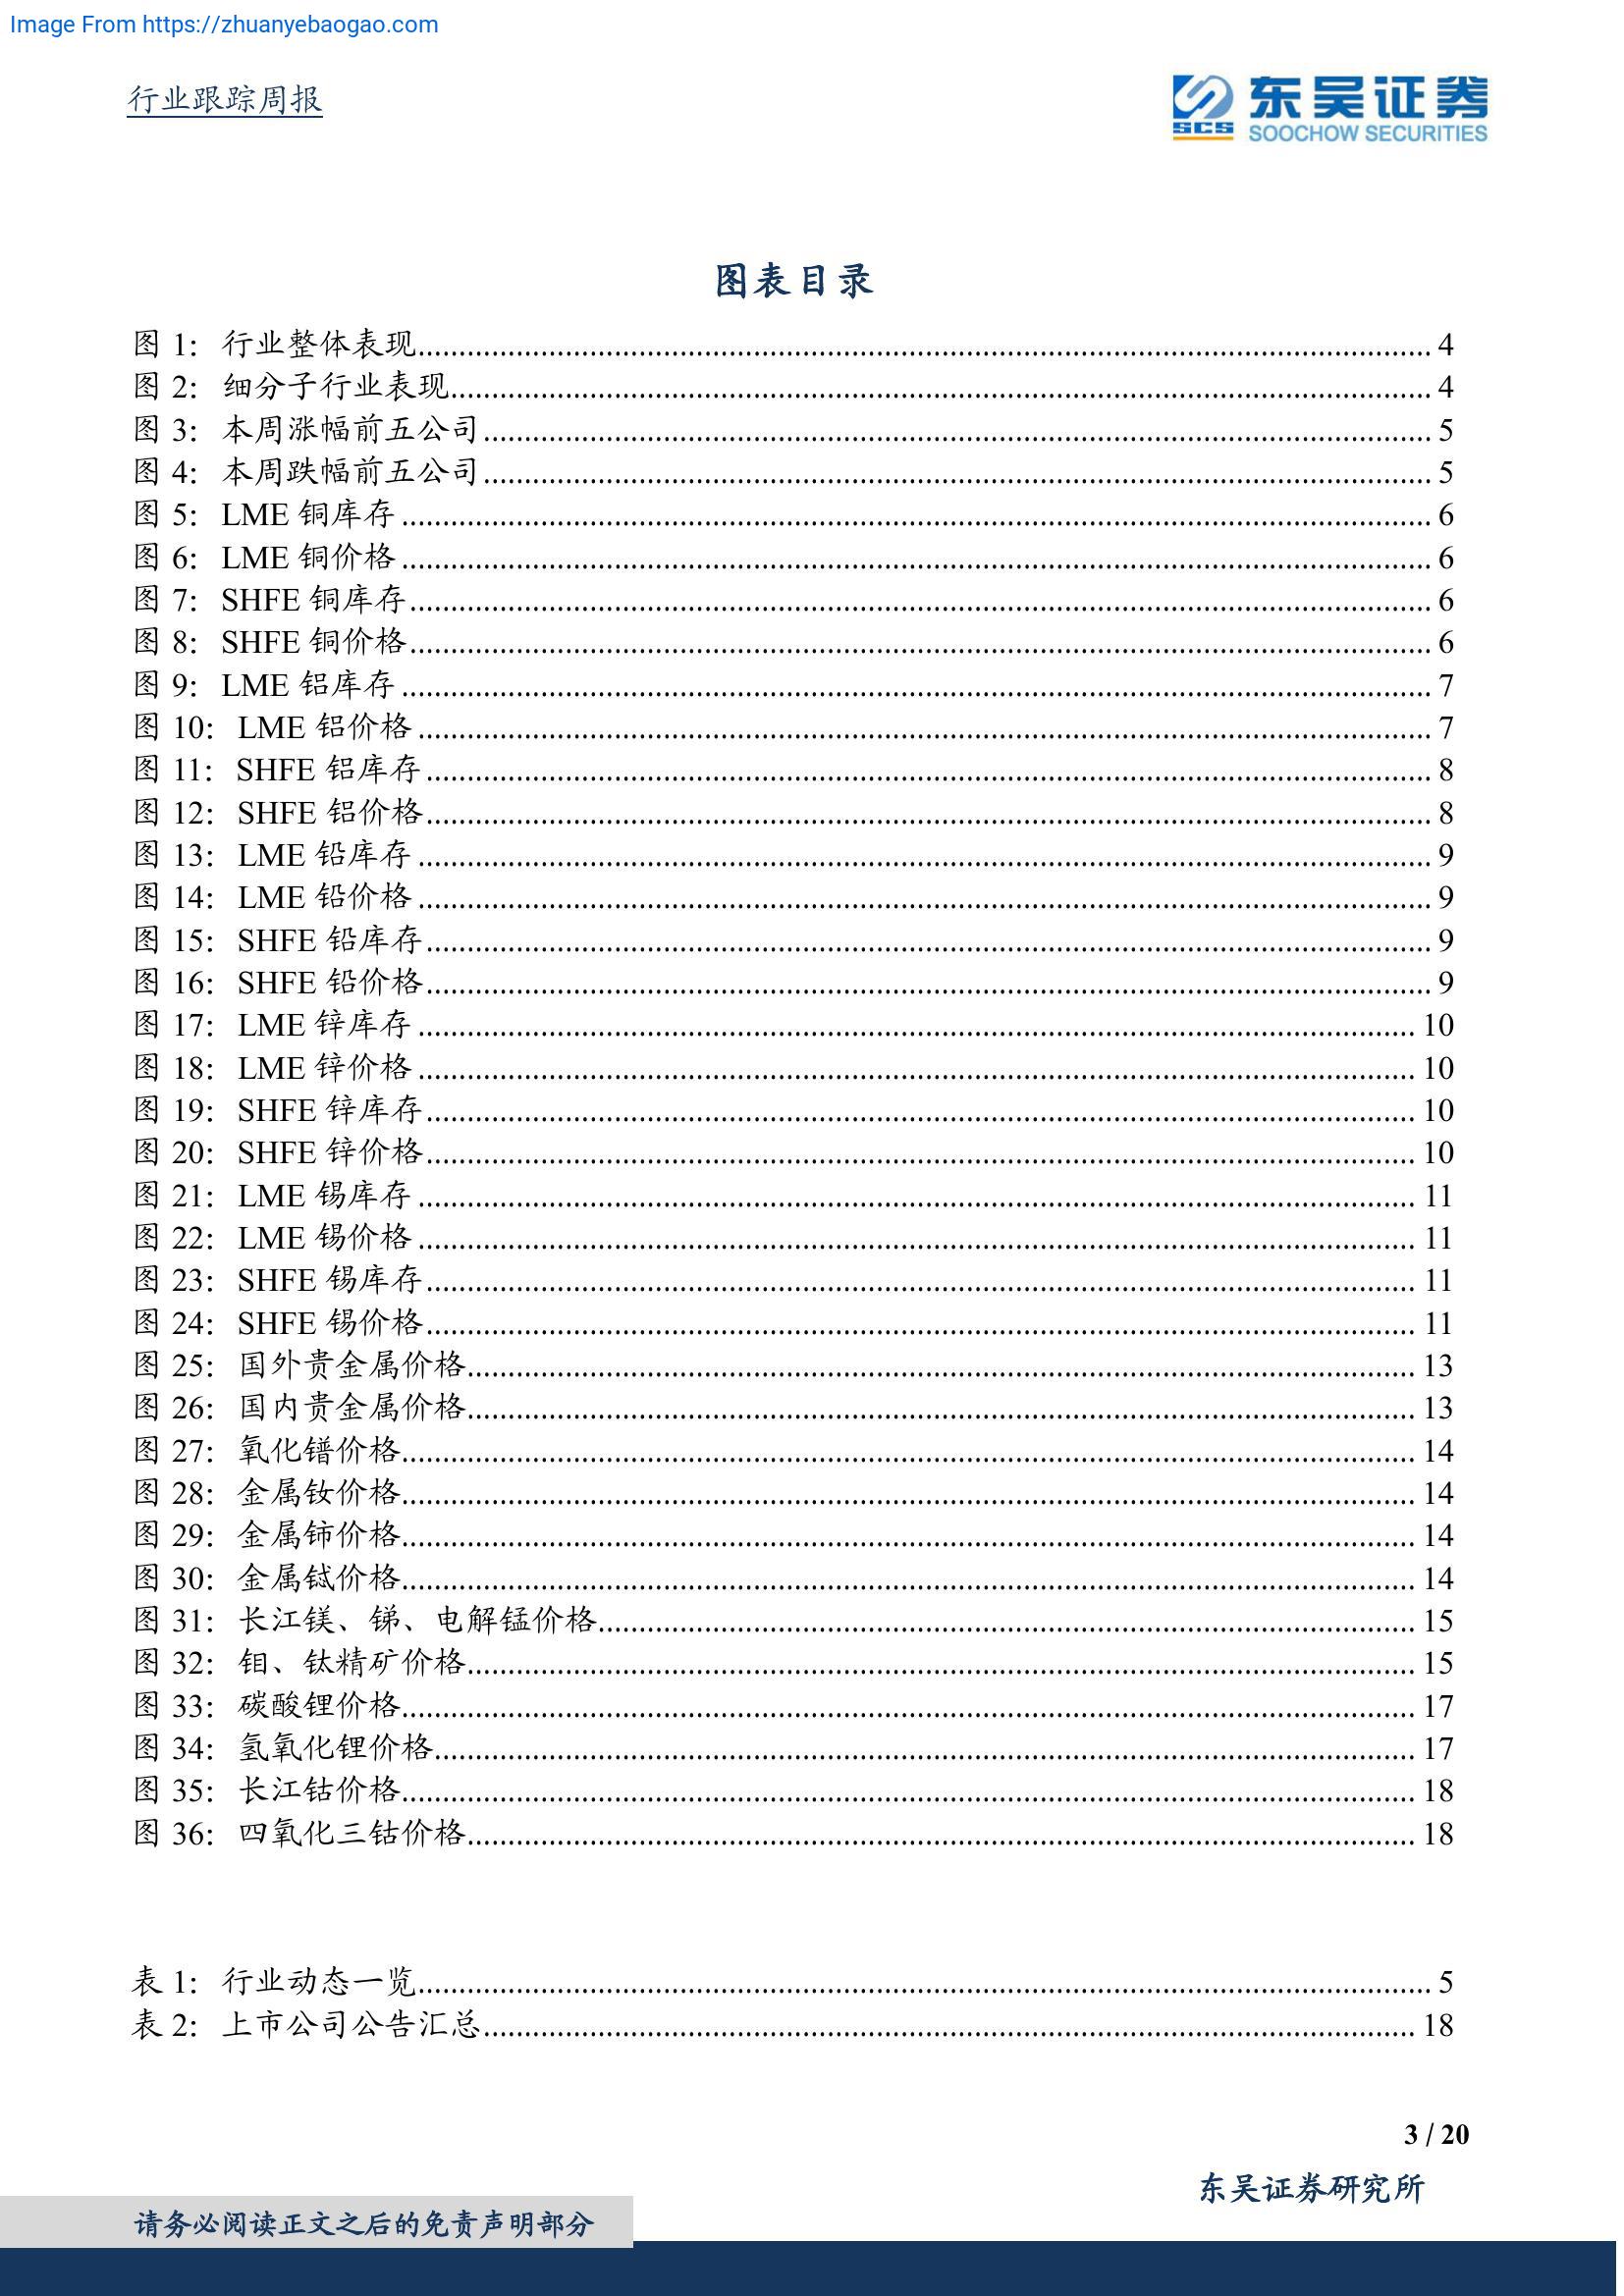 Image From https://zhuanyebaogao.com
行业跟踪周报
SCS 东吴证券
SOOCHOW SECURITIES
图表目录
图 1： 行业整体表现 4
图 2： 细分子行业表现 4
图 3： 本周涨幅前五公司 5
图 4： 本周跌幅前五公司 5
图 5： LME 铜库存 6
图 6： LME 铜价格 6
图 7： SHFE 铜库存 6
图 8： SHFE 铜价格 6
图 9： LME 铝库存 7
图 10： LME 铝价格 7
图 11： SHFE 铝库存 8
图 12： SHFE 铝价格 8
图 13： LME 铅库存 9
图 14： LME 铅价格 9
图 15： SHFE 铅库存 9
图 16： SHFE 铅价格 9
图 17： LME 锌库存 10
图 18： LME 锌价格 10
图 19： SHFE 锌库存 10
图 20： SHFE 锌价格 10
图 21： LME 锡库存 11
图 22： LME 锡价格 11
图 23： SHFE 锡库存 11
图 24： SHFE 锡价格 11
图 25： 国外贵金属价格 13
图 26： 国内贵金属价格 13
图 27： 氧化镨价格 14
图 28： 金属钕价格 14
图 29： 金属铈价格 14
图 30： 金属铽价格 14
图 31： 长江镁、锑、电解锰价格 15
图 32： 钼、钛精矿价格 15
图 33： 碳酸锂价格 17
图 34： 氢氧化锂价格 17
图 35： 长江钴价格 18
图 36： 四氧化三钴价格 18
表 1： 行业动态一览 5
表 2： 上市公司公告汇总 18
3 / 20
东吴证券研究所
请务必阅读正文之后的免责声明部分